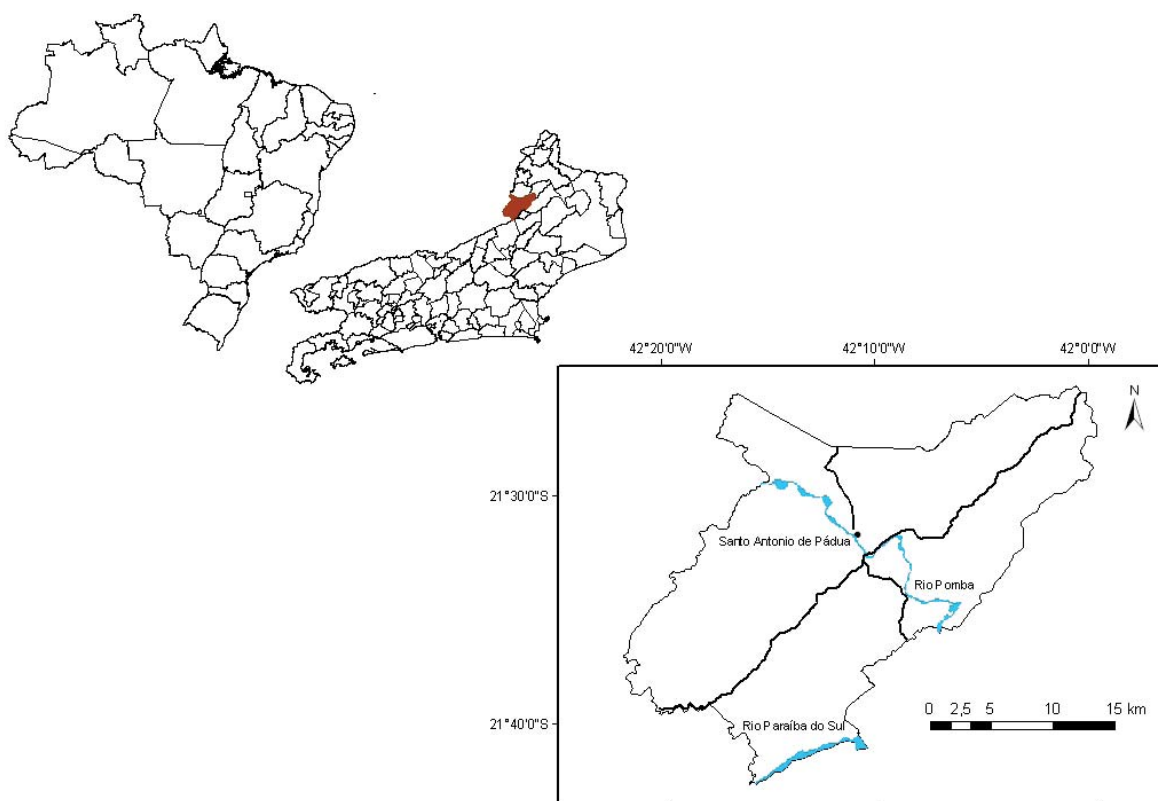 42°20'0"W
42°10'0"W
42°0'0"W
N
21°30'0"S
Santo Antonio de Pádua
Rio Pomba
21°40'0"S
Rio Paraíba do Sul
0 2,5 5 10 15 km